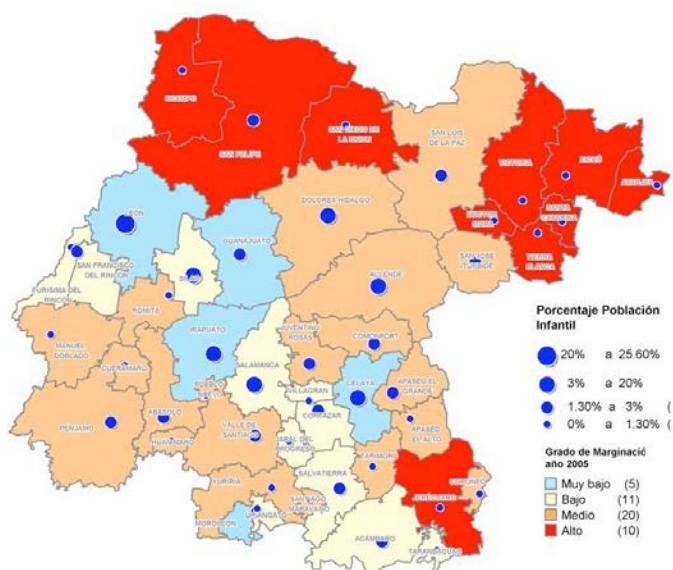 OCAMPO
SAN FELIPE
SAN DIEGO DE
LA UNION
SAN LUIS
DE LA PAZ
VICTORIA
XICHÚ
ATARJEA
DOCTOR
MORA
SANTA
CATARINA
TIERRA
BLANCA
SAN JOSE
ITURBIDE
DOLORES HIDALGO
LEON
GUANAJUATO
SAN FRANCISCO
DEL RINCON
PURISIMA DEL
RINCON
ALLENDE
ROMITA
MANUEL
DOBLADO
CUERAMARO
IRAPUATO
SALAMANCA
JUVENTINO
ROSAS
COMONFORT
CELAYA
APASEO EL
GRANDE
PUEBLO
NUEVO
VILLAGRAN
CORTAZAR
PENJAMO
ABASOLO
HUANIMARO
VALLE DE
SANTIAGO
JARAL DEL
PROGRESO
APASEO
EL ALTO
SALVATIERRA
TARIMORO
JERECUARO
CORONEO
YURIRIA
SANTIAGO
MARAVATIO
MOROLEON
URIANGATO
ACAMBARO
TARANDACUAO
Porcentaje Población
Infantil
20% a 25.60%
3% a 20%
1.30% a 3% (
0% a 1.30% (
Grado de Marginació
año 2005
Muy bajo (5)
Bajo (11)
Medio (20)
Alto (10)